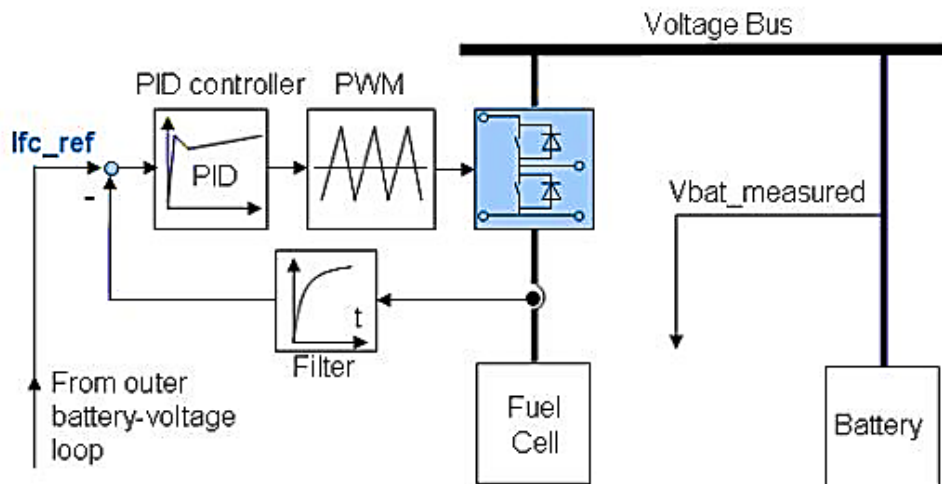 Voltage Bus
PID controller
PWM
Ifc_ref
PID
-
Vbat_measured
t
Filter
From outer
battery-voltage
loop
Fuel
Cell
Battery